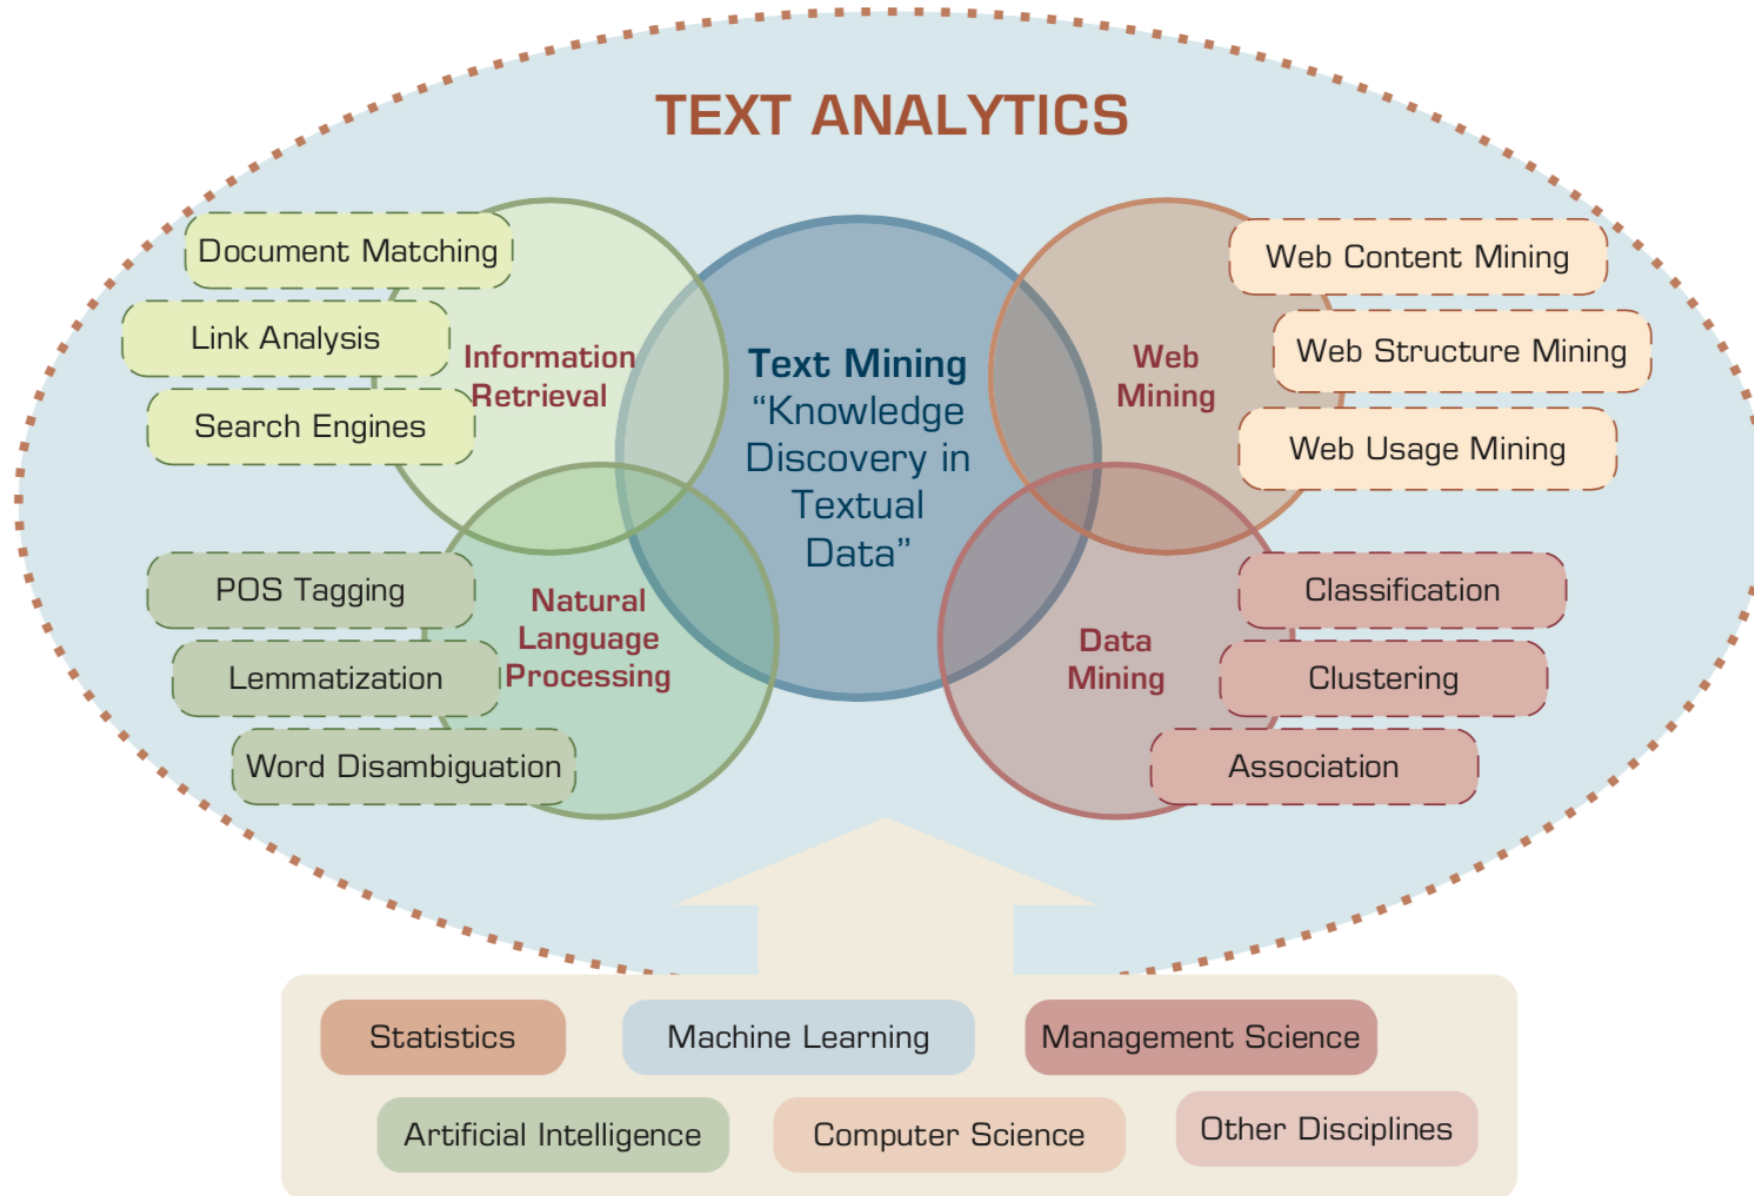 TEXT ANALYTICS
Document Matching
Link Analysis
Search Engines
Information
Retrieval
POS Tagging
Lemmatization
Word Disambiguation
Natural
Language
Processing
Text Mining
“Knowledge
Discovery in
Textual
Data”
Web
Mining
Web Content Mining
Web Structure Mining
Web Usage Mining
Data
Mining
Classification
Clustering
Association
Statistics
Machine Learning
Management Science
Artificial Intelligence
Computer Science
Other Disciplines